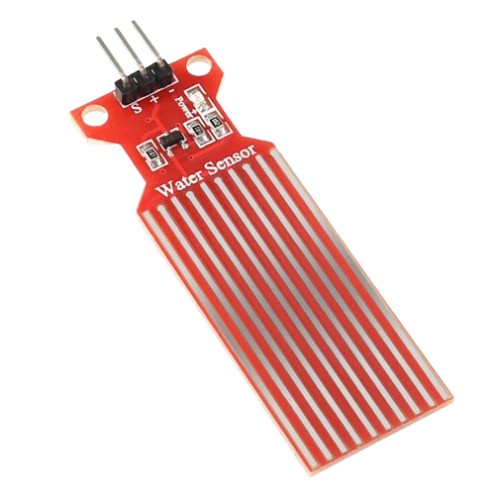 S + -
Power
Water Sensor